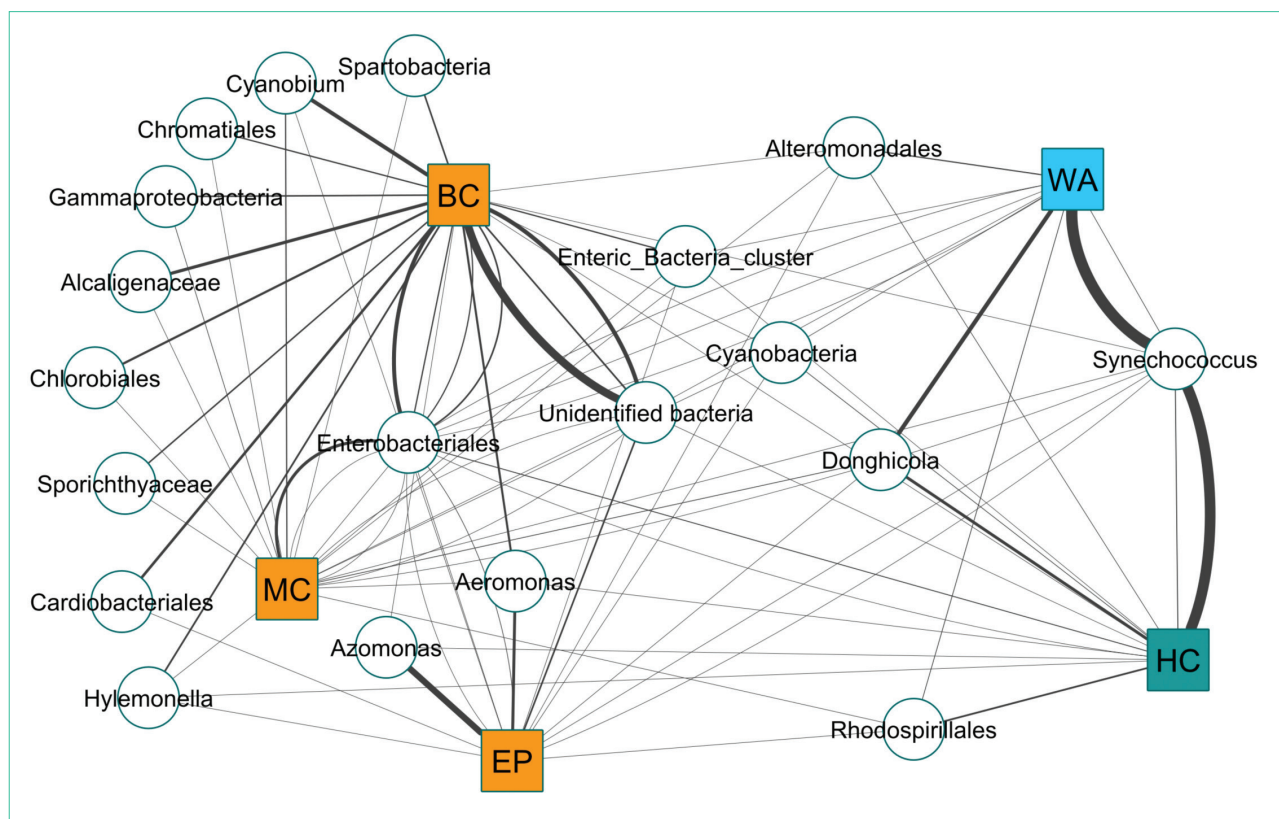 Spartobacteria
Cyanobium
Chromatiales
Alteromonadales
WA
BC
Gammaproteobacteria
Enteric_Bacteria_cluster
Alcaligenaceae
Cyanobacteria
Synechococcus
Chlorobiales
Unidentified bacteria
Enterobacteriales
Donghicola
Sporichthyaceae
Aeromonas
MC
Cardiobacteriales
Azomonas
HC
Hylemonella
Rhodospirillales
EP